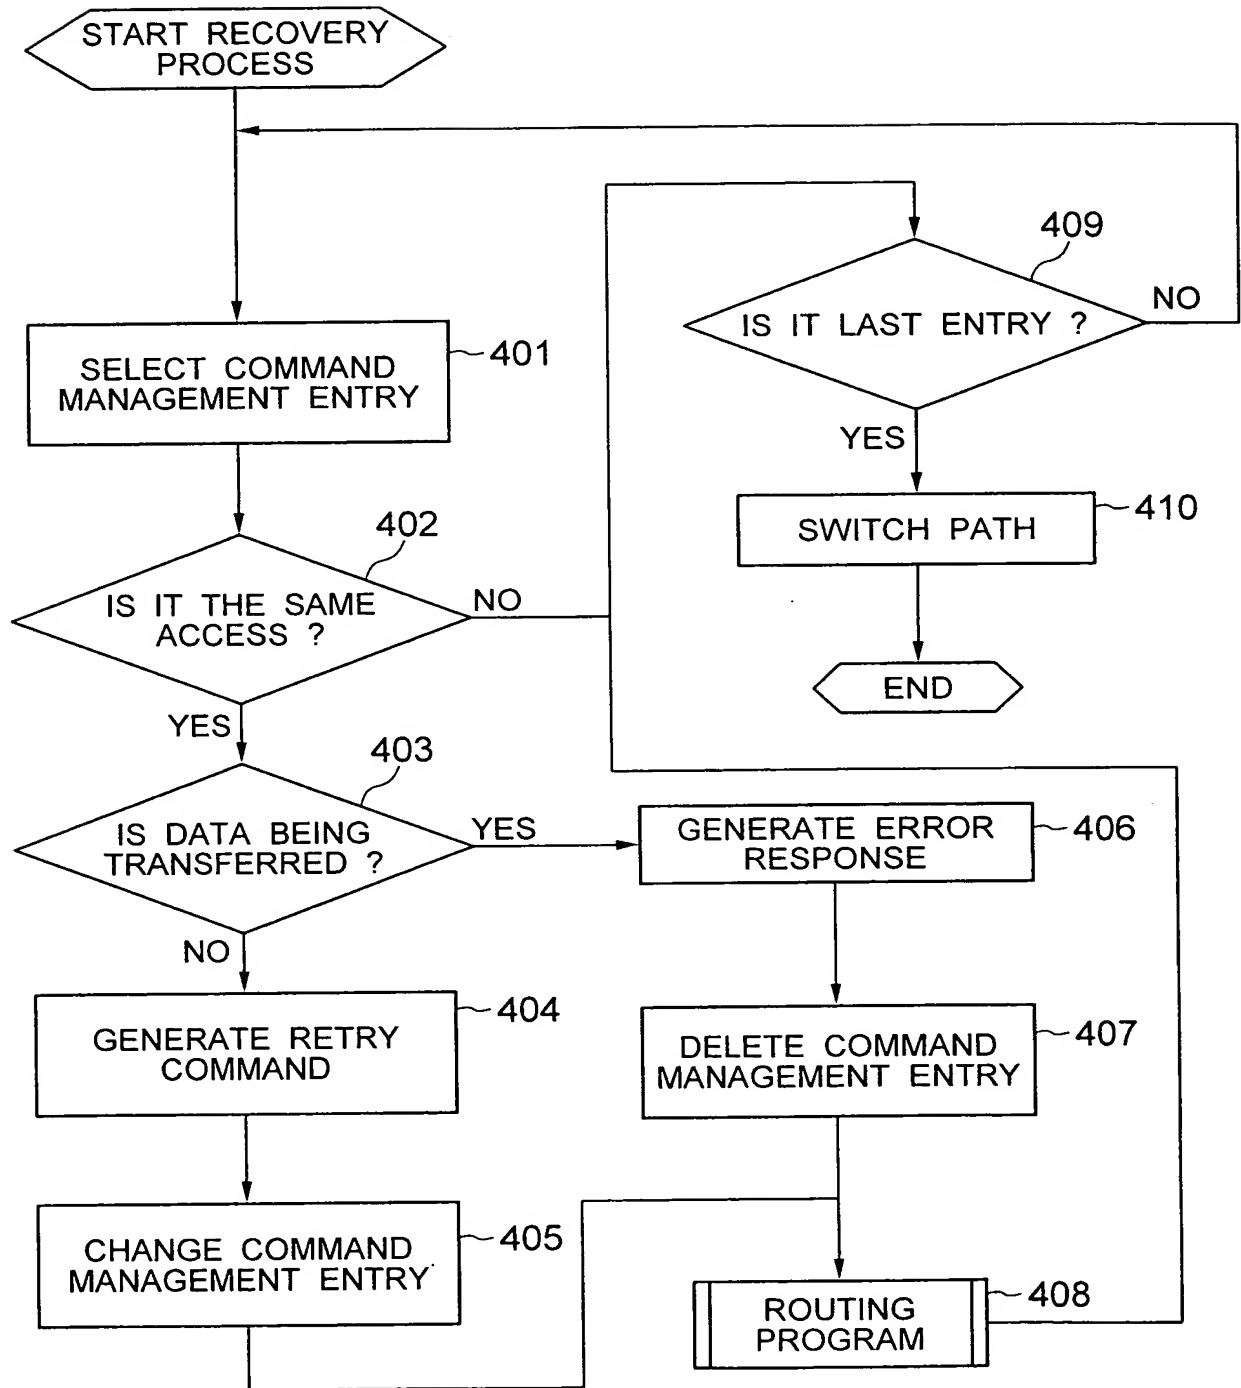 START RECOVERY
PROCESS
409
IS IT LAST ENTRY ?
NO
401
SELECT COMMAND
MANAGEMENT ENTRY
YES
410
SWITCH PATH
402
IS IT THE SAME
ACCESS ?
NO
END
YES
403
IS DATA BEING
TRANSFERRED ?
YES
GENERATE ERROR
RESPONSE
406
NO
404
GENERATE RETRY
COMMAND
407
DELETE COMMAND
MANAGEMENT ENTRY
405
CHANGE COMMAND
MANAGEMENT ENTRY
408
ROUTING
PROGRAM